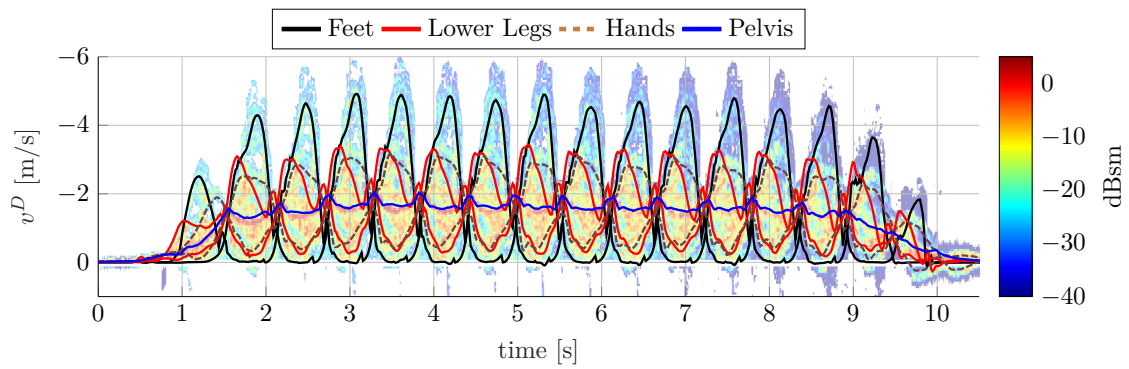 Feet Lower Legs Hands Pelvis
−6
−4
−2
0
v^D [m/s]
0 1 2 3 4 5 6 7 8 9 10
time [s]
0
−10
−20
−30
−40
dBsm